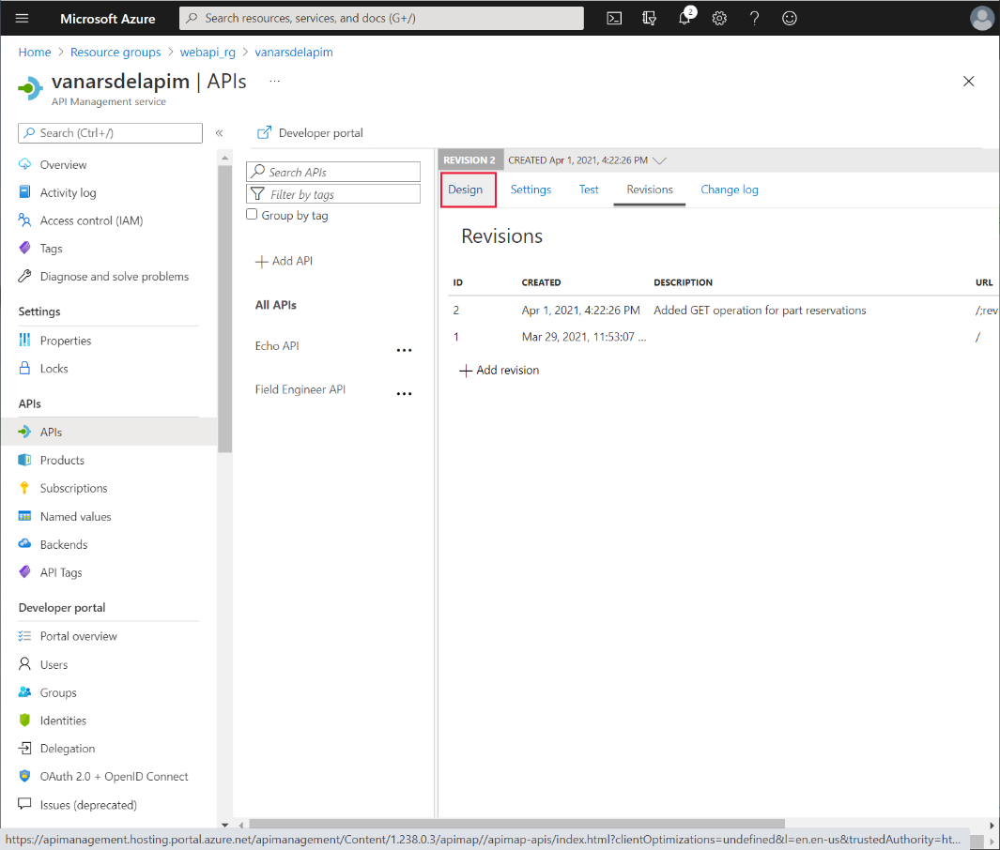 Microsoft Azure
Search resources, services, and docs (G+/)
2
Home > Resource groups > webapi_rg > vanarsdelapim
vanarsdelapim | APIs ...
API Management service
Search (Ctrl+/)
«
Overview
Activity log
Access control (IAM)
Tags
Diagnose and solve problems
Settings
Properties
Locks
APIs
APIs
Products
Subscriptions
Named values
Backends
API Tags
Developer portal
Portal overview
Users
Groups
Identities
Delegation
OAuth 2.0 + OpenID Connect
Issues (deprecated)
Developer portal
Search APIs
Filter by tags
Group by tag
+ Add API
All APIs
Echo API ...
Field Engineer API ...
REVISION 2 CREATED Apr 1, 2021, 4:22:26 PM
Design Settings Test Revisions Change log
Revisions
ID CREATED DESCRIPTION URL
2 Apr 1, 2021, 4:22:26 PM Added GET operation for part reservations /;rev
1 Mar 29, 2021, 11:53:07 ... /
+ Add revision
https://apimanagement.hosting.portal.azure.net/apimanagement/Content/1.238.0.3/apimap//apimap-apis/index.html?clientOptimizations=undefined&l=en.en-us&trustedAuthority=ht...